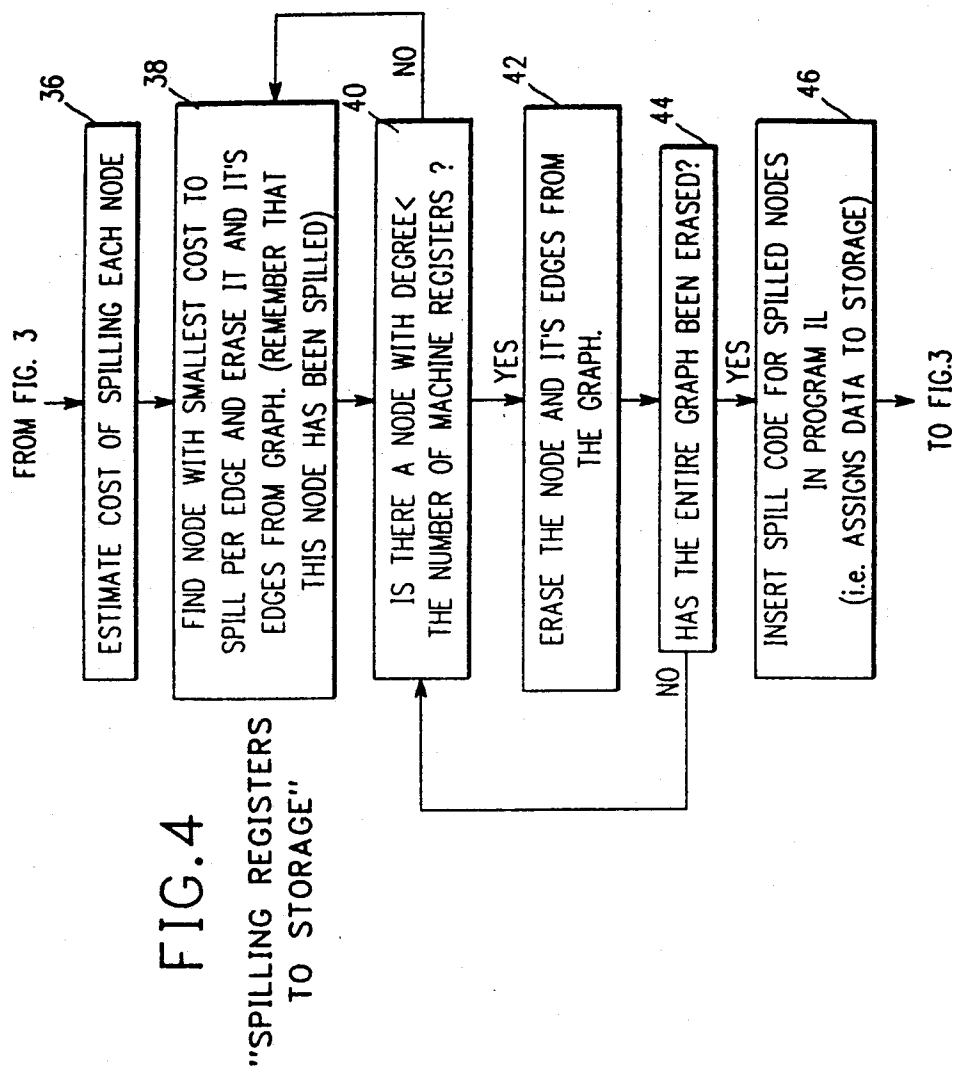 FIG.4
"SPILLING REGISTERS
TO STORAGE"
FROM FIG. 3
36
ESTIMATE COST OF SPILLING EACH NODE
38
FIND NODE WITH SMALLEST COST TO
SPILL PER EDGE AND ERASE IT AND IT'S
EDGES FROM GRAPH. (REMEMBER THAT
THIS NODE HAS BEEN SPILLED)
NO
40
IS THERE A NODE WITH DEGREE<
THE NUMBER OF MACHINE REGISTERS ?
YES
42
ERASE THE NODE AND IT'S EDGES FROM
THE GRAPH.
44
HAS THE ENTIRE GRAPH BEEN ERASED?
NO
YES
46
INSERT SPILL CODE FOR SPILLED NODES
IN PROGRAM IL
(i.e. ASSIGNS DATA TO STORAGE)
TO FIG.3